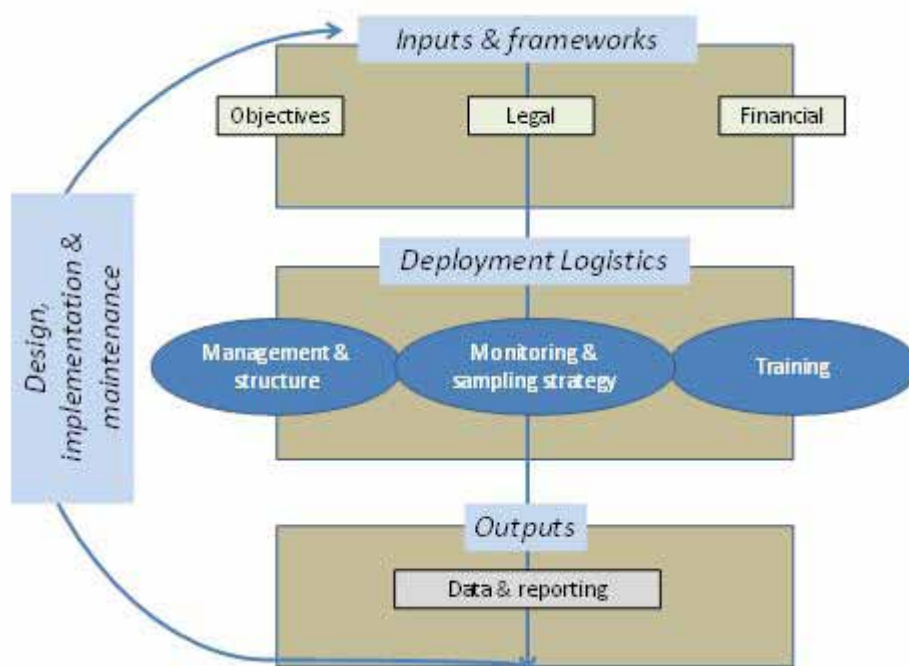 Inputs & frameworks
Objectives
Legal
Financial
Design,
implementation &
maintenance
Deployment Logistics
Management &
structure
Monitoring &
sampling strategy
Training
Outputs
Data & reporting